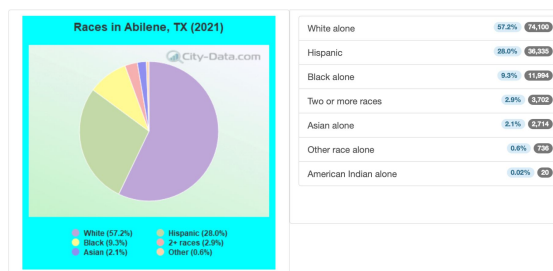 Races in Abilene, TX (2021)
City-Data.com
White (57.2%) Hispanic (28.0%)
Black (9.3%) 2+ races (2.9%)
Asian (2.1%) Other (0.6%)
White alone 57.2% 74,100
Hispanic 28.0% 36,335
Black alone 9.3% 11,994
Two or more races 2.9% 3,702
Asian alone 2.1% 2,714
Other race alone 0.6% 736
American Indian alone 0.02% 20